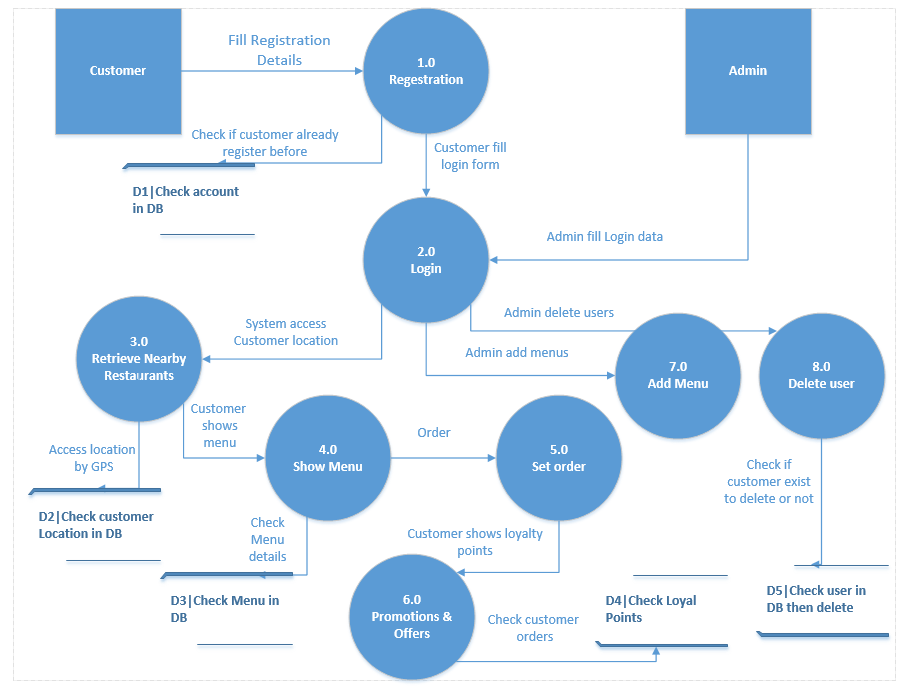 Customer
Fill Registration
Details
1.0
Regestration
Admin
Check if customer already
register before
Customer fill
login form
D1|Check account
in DB
2.0
Login
Admin fill Login data
3.0
Retrieve Nearby
Restaurants
System access
Customer location
Admin delete users
Admin add menus
7.0
Add Menu
8.0
Delete user
Customer
shows
menu
4.0
Show Menu
Order
5.0
Set order
Access location
by GPS
Check if
customer exist
to delete or not
D2|Check customer
Location in DB
Check
Menu
details
Customer shows loyalty
points
D3|Check Menu in
DB
6.0
Promotions &
Offers
Check customer
orders
D4|Check Loyal
Points
D5|Check user in
DB then delete